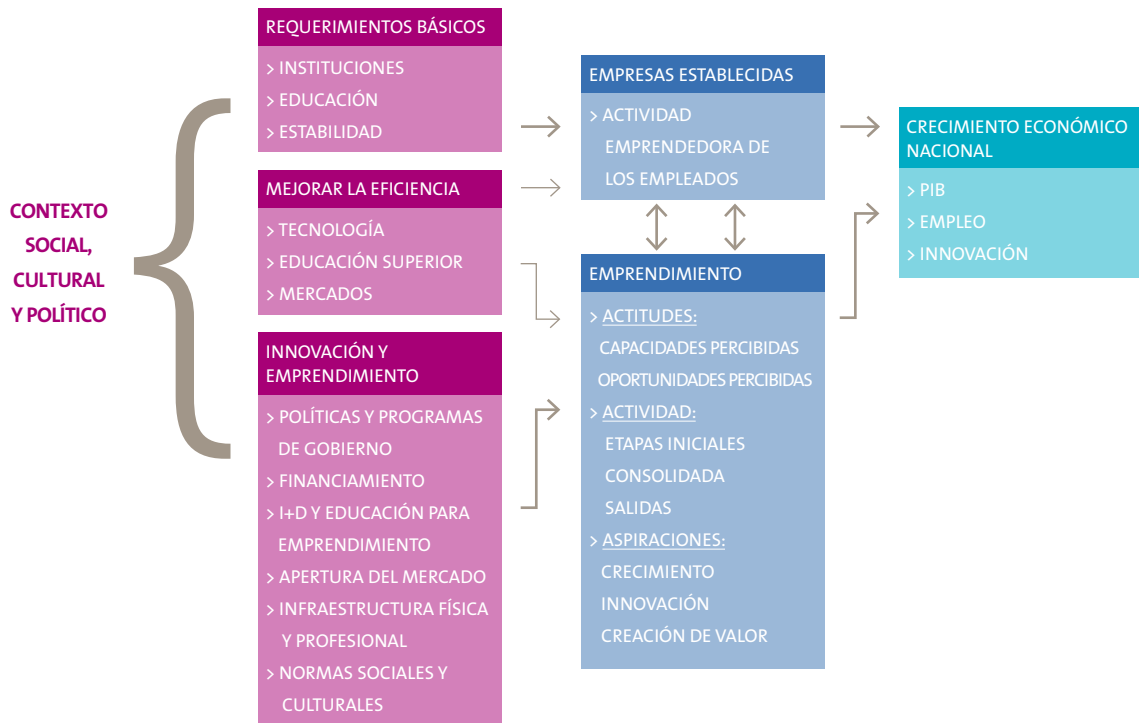 CONTEXTO
SOCIAL,
CULTURAL
Y POLÍTICO
REQUERIMIENTOS BÁSICOS
> INSTITUCIONES
> EDUCACIÓN
> ESTABILIDAD
MEJORAR LA EFICIENCIA
> TECNOLOGÍA
> EDUCACIÓN SUPERIOR
> MERCADOS
INNOVACIÓN Y
EMPRENDIMIENTO
> POLÍTICAS Y PROGRAMAS
DE GOBIERNO
> FINANCIAMIENTO
> I+D Y EDUCACIÓN PARA
EMPRENDIMIENTO
> APERTURA DEL MERCADO
> INFRAESTRUCTURA FÍSICA
Y PROFESIONAL
> NORMAS SOCIALES Y
CULTURALES
EMPRESAS ESTABLECIDAS
> ACTIVIDAD
EMPRENDEDORA DE
LOS EMPLEADOS
EMPRENDIMIENTO
> ACTITUDES:
CAPACIDADES PERCIBIDAS
OPORTUNIDADES PERCIBIDAS
> ACTIVIDAD:
ETAPAS INICIALES
CONSOLIDADA
SALIDAS
> ASPIRACIONES:
CRECIMIENTO
INNOVACIÓN
CREACIÓN DE VALOR
CRECIMIENTO ECONÓMICO
NACIONAL
> PIB
> EMPLEO
> INNOVACIÓN